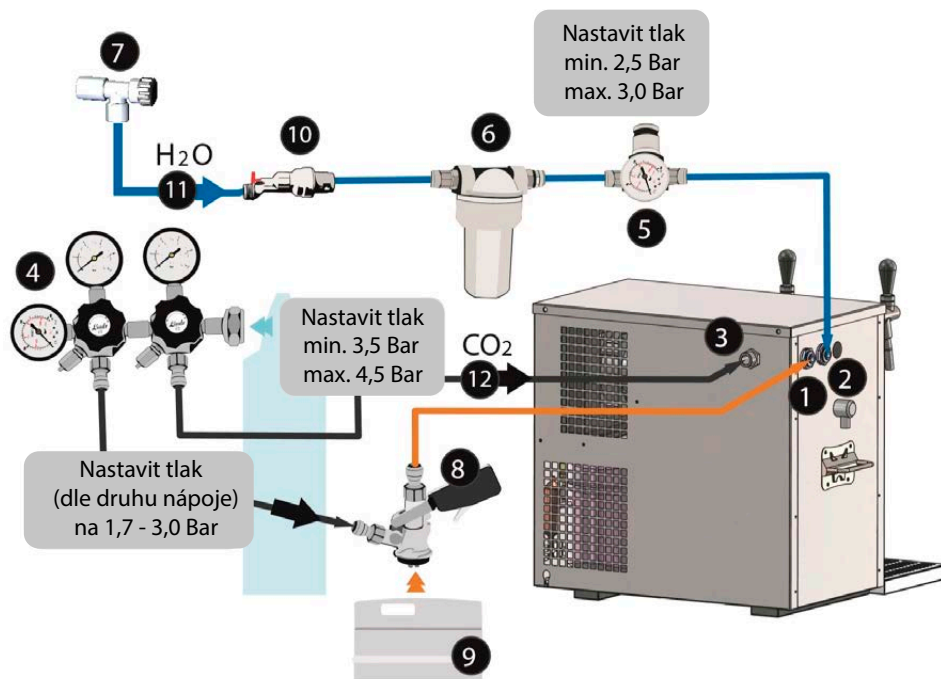 7
Nastavit tlak
min. 2,5 Bar
max. 3,0 Bar
10
6
H2O
11
5
4
Nastavit tlak
min. 3,5 Bar
max. 4,5 Bar
CO2
12
3
1
2
Nastavit tlak
(dle druhu nápoje)
na 1,7 - 3,0 Bar
8
9